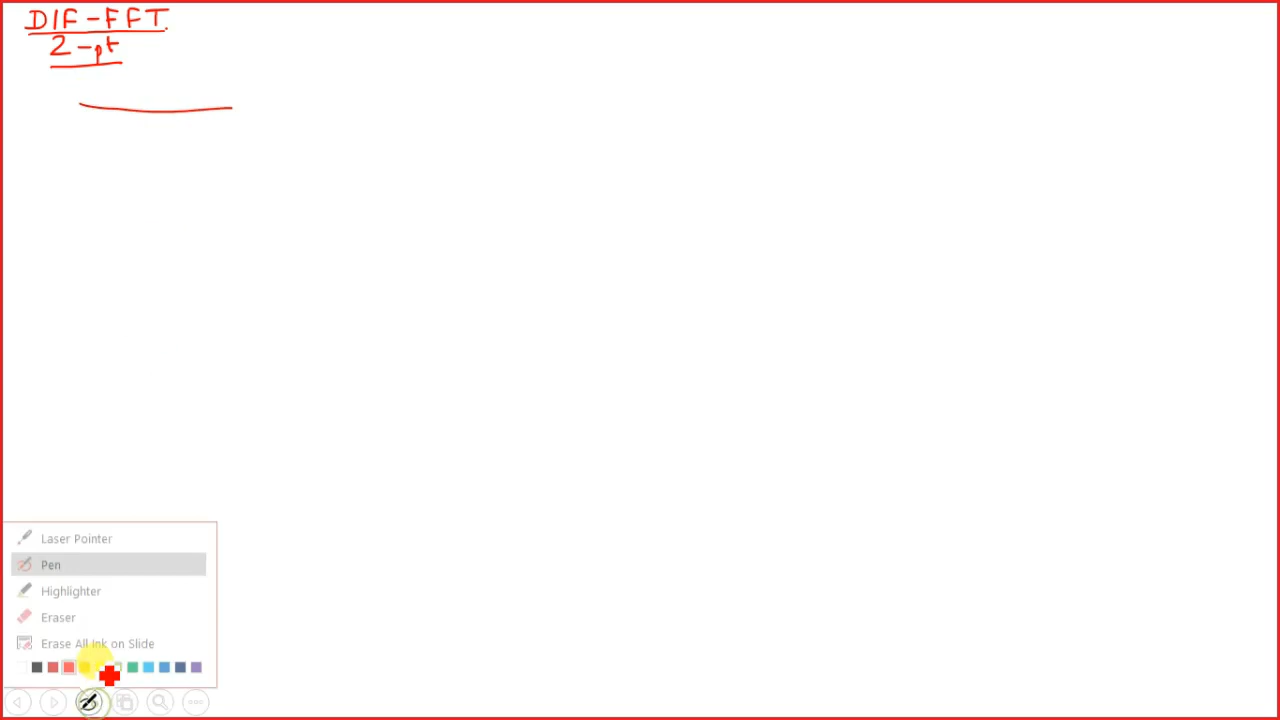 DIF-FFT.
2-pt
Laser Pointer
Pen
Highlighter
Eraser
Erase All Ink on Slide